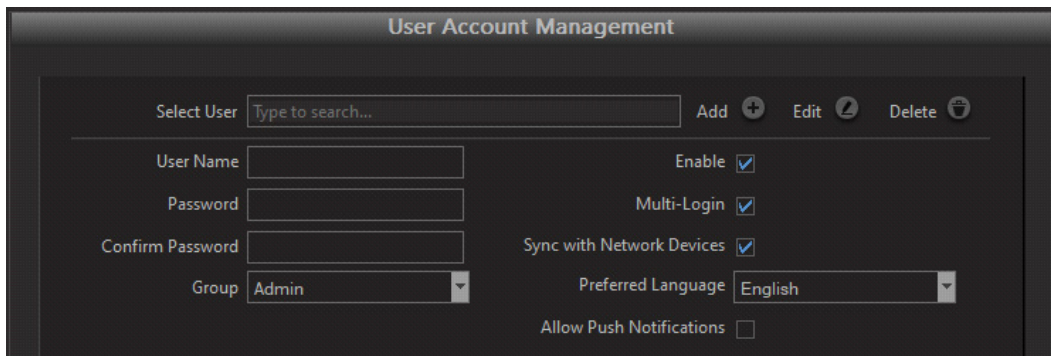 User Account Management
Select User Type to search... Add Edit Delete
User Name Enable
Password Multi-Login
Confirm Password Sync with Network Devices
Group Admin Preferred Language English
Allow Push Notifications